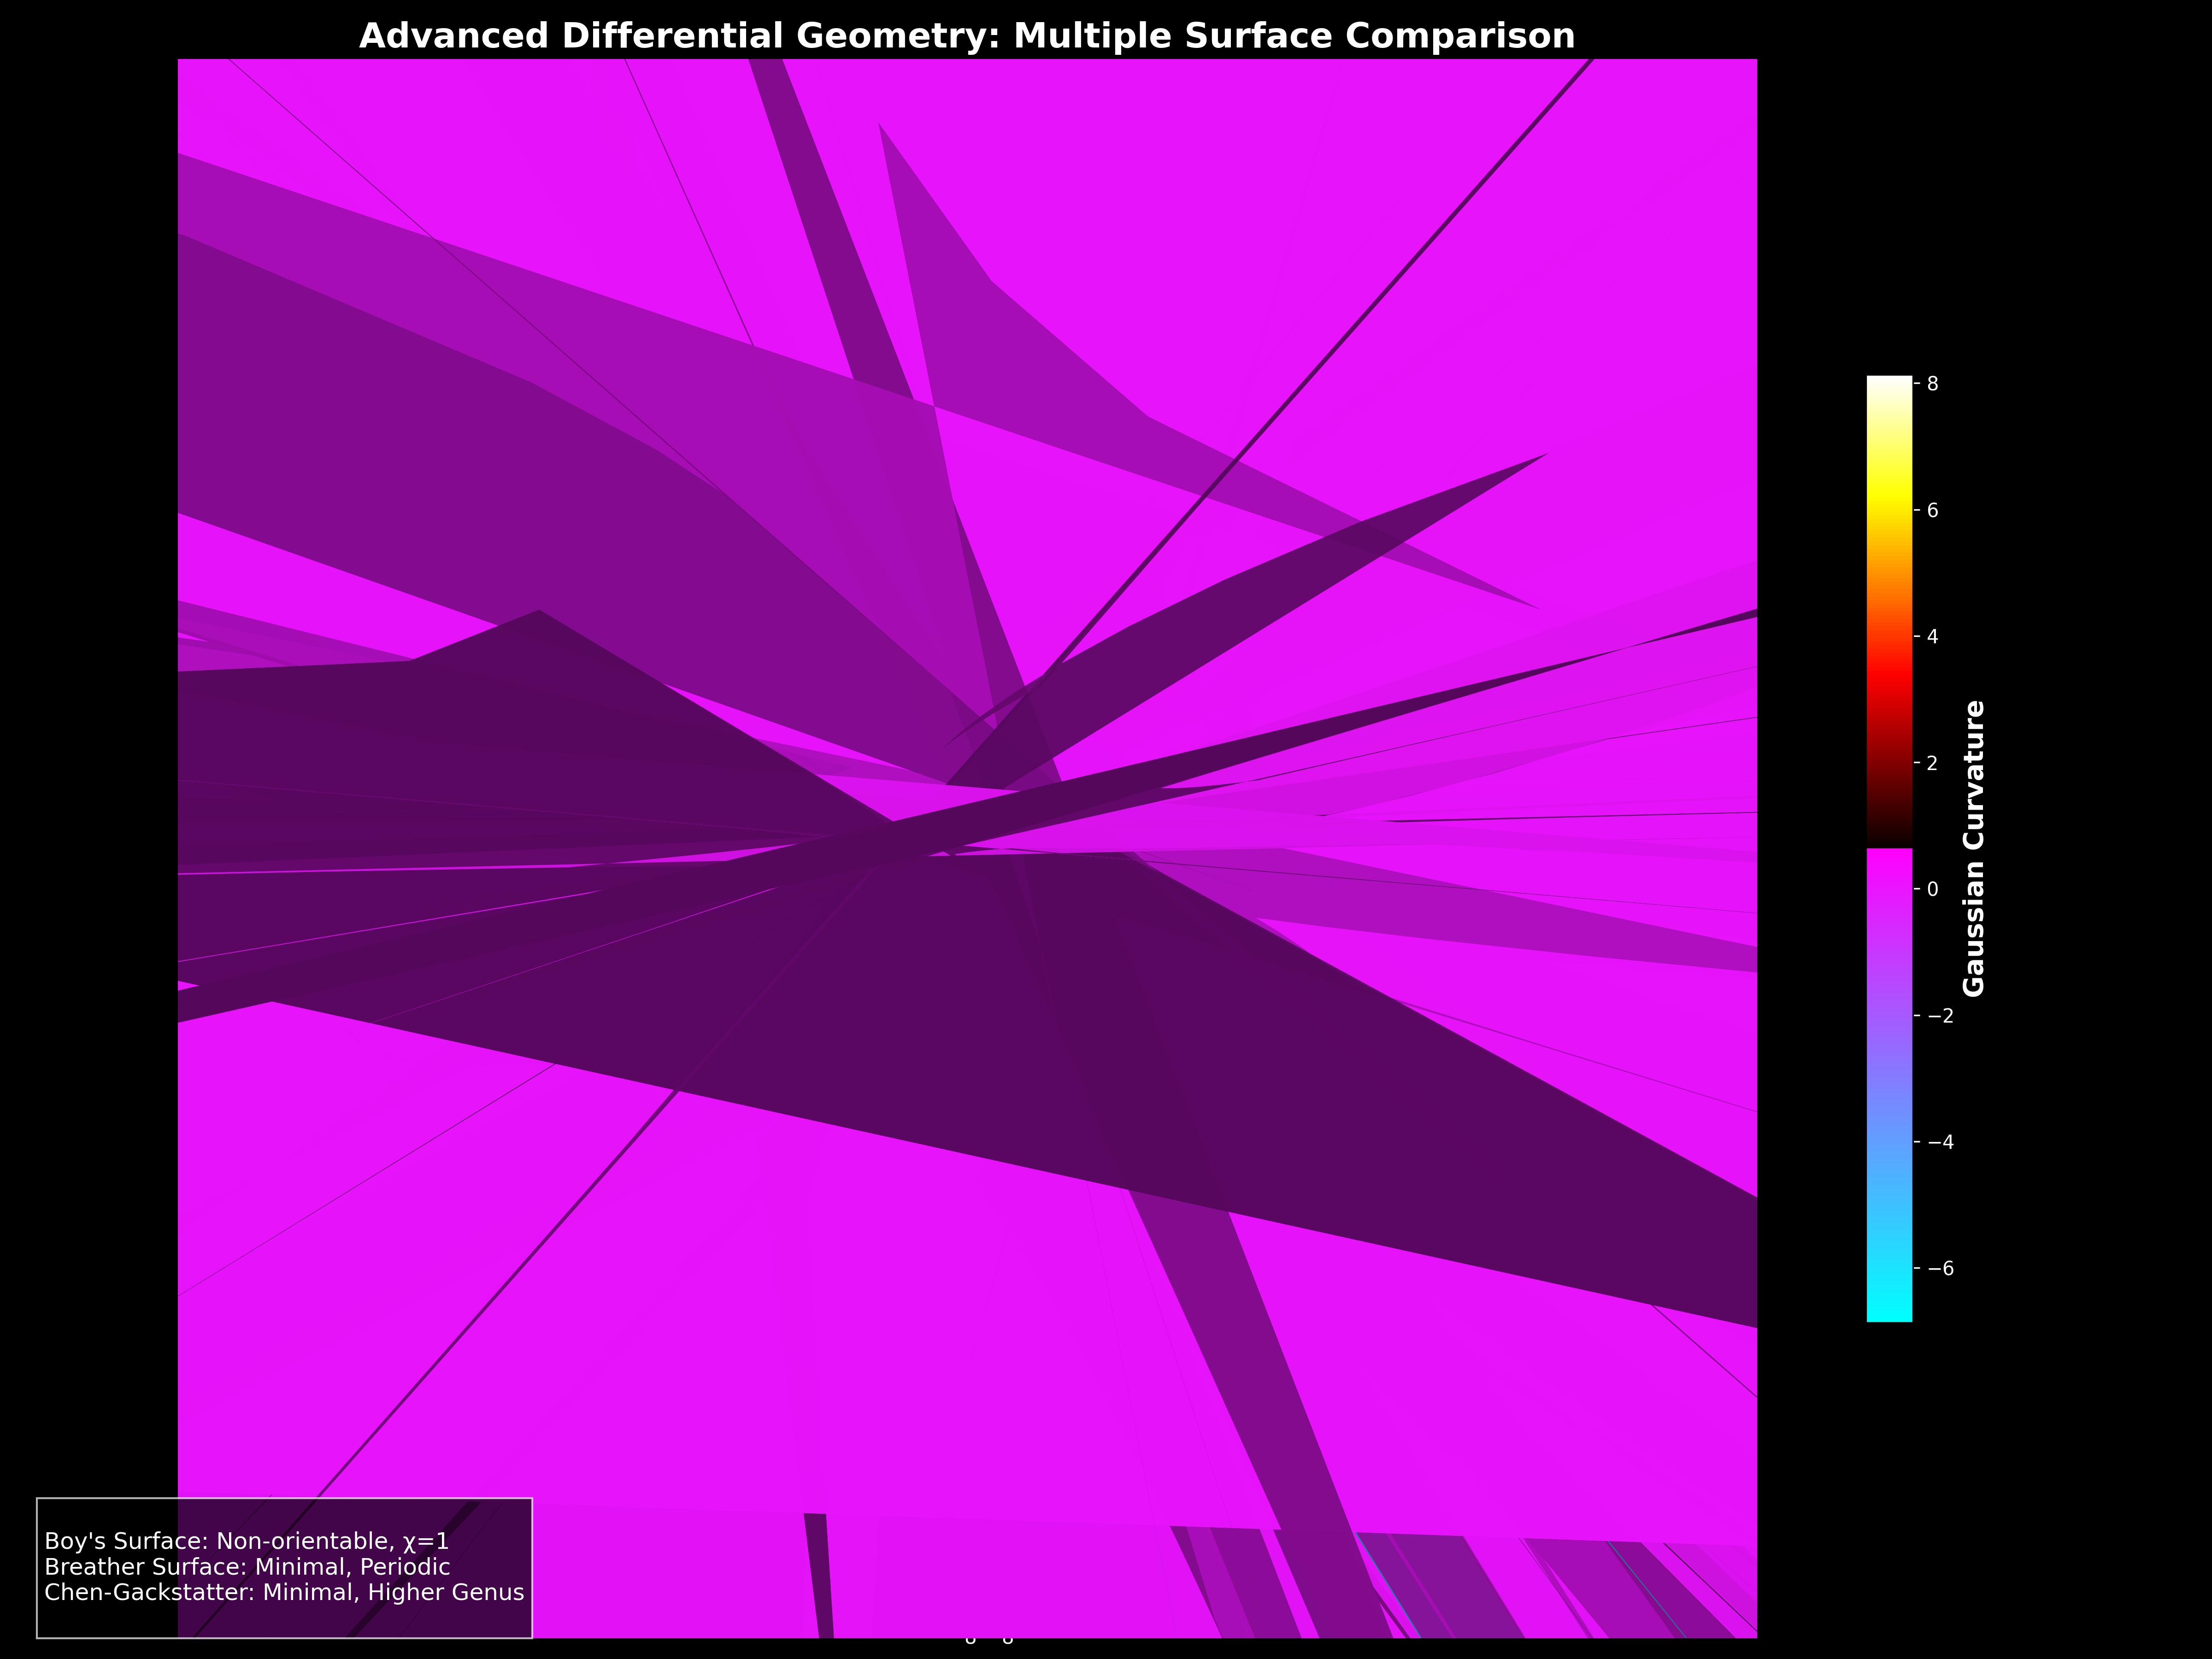 Advanced Differential Geometry: Multiple Surface Comparison
8
6
4
2
0
−2
−4
−6
Gaussian Curvature
Boy's Surface: Non-orientable, χ=1
Breather Surface: Minimal, Periodic
Chen-Gackstatter: Minimal, Higher Genus